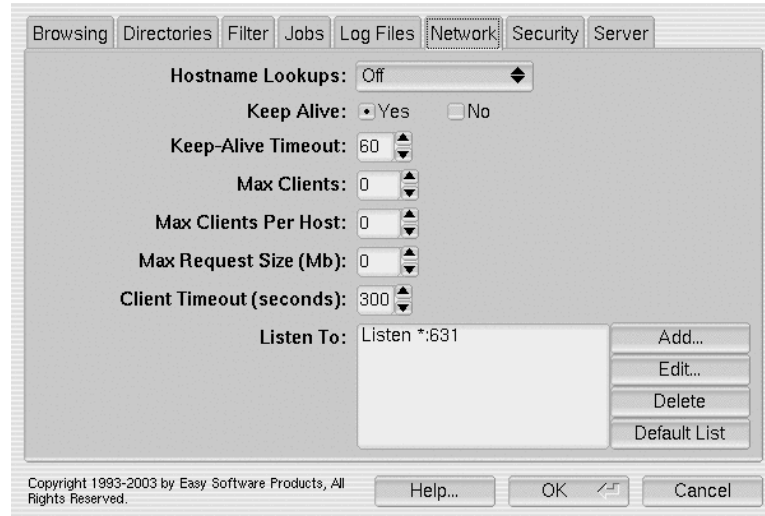 Browsing Directories Filter Jobs Log Files Network Security Server
Hostname Lookups: Off
Keep Alive: Yes No
Keep-Alive Timeout: 60
Max Clients: 0
Max Clients Per Host: 0
Max Request Size (Mb): 0
Client Timeout (seconds): 300
Listen To: Listen *:631
Add...
Edit...
Delete
Default List
Copyright 1993-2003 by Easy Software Products, All
Rights Reserved.
Help... OK Cancel